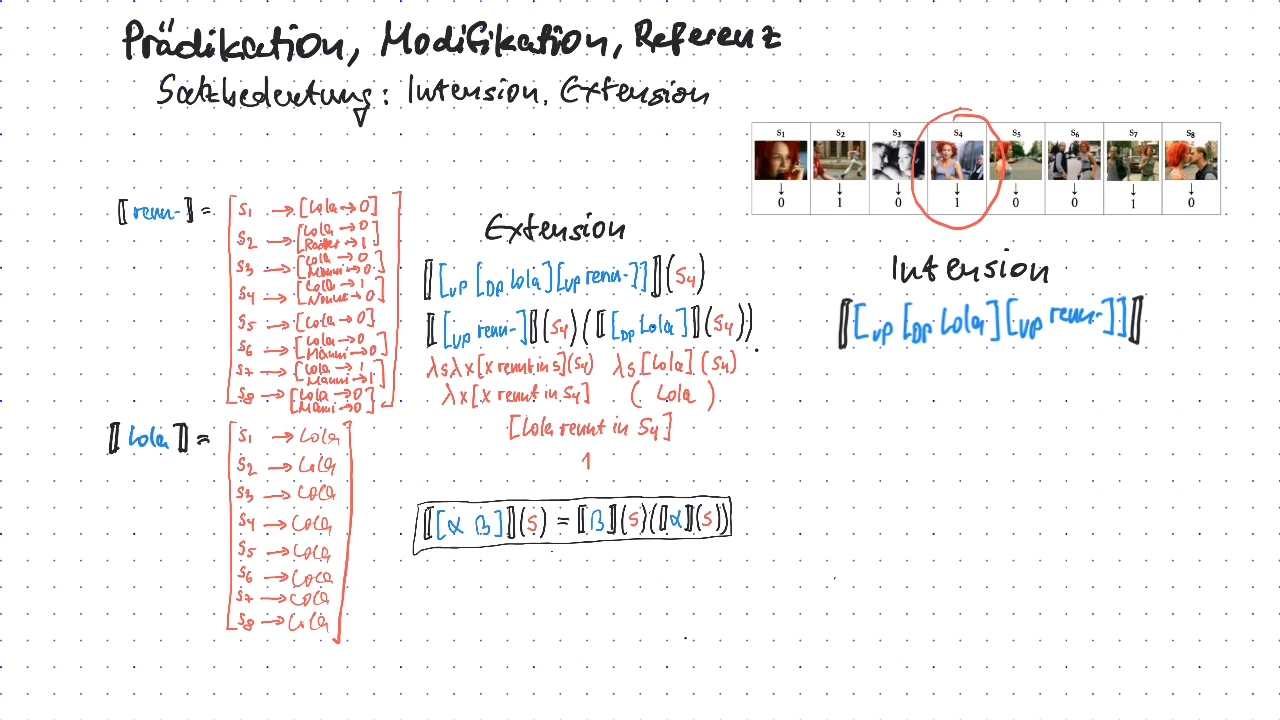 Prädikation, Modifikation, Referenz
Satzbedeutung: Intension, Extension
S1 S2 S3 S4 S5 S6 S7 S8
↓ ↓ ↓ ↓ ↓ ↓ ↓ ↓
0 1 0 1 0 0 1 0
⟦renn-⟧ =
S1 → [Lola → 0]
S2 → [Lola → 0
Räuber → 1]
S3 → [Lola → 0
Manni → 0]
S4 → [Lola → 1
Nonne → 0]
S5 → [Lola → 0]
S6 → [Lola → 0
Manni → 0]
S7 → [Lola → 1
Manni → 1]
S8 → [Lola → 0
Manni → 0]
⟦Lola⟧ =
S1 → Lola
S2 → Lola
S3 → Lola
S4 → Lola
S5 → Lola
S6 → Lola
S7 → Lola
S8 → Lola
Extension
⟦[VP [DP Lola][VP renn-]]⟧(S4)
⟦[VP renn-]⟧(S4)(⟦[DP Lola]⟧(S4))
λsλx[x rennt in s](S4) λs[Lola](S4)
λx[x rennt in S4] (Lola)
[Lola rennt in S4]
1
⟦[α β]⟧(s) = ⟦β⟧(s)(⟦α⟧(s))
Intension
⟦[VP [DP Lola][VP renn-]]⟧